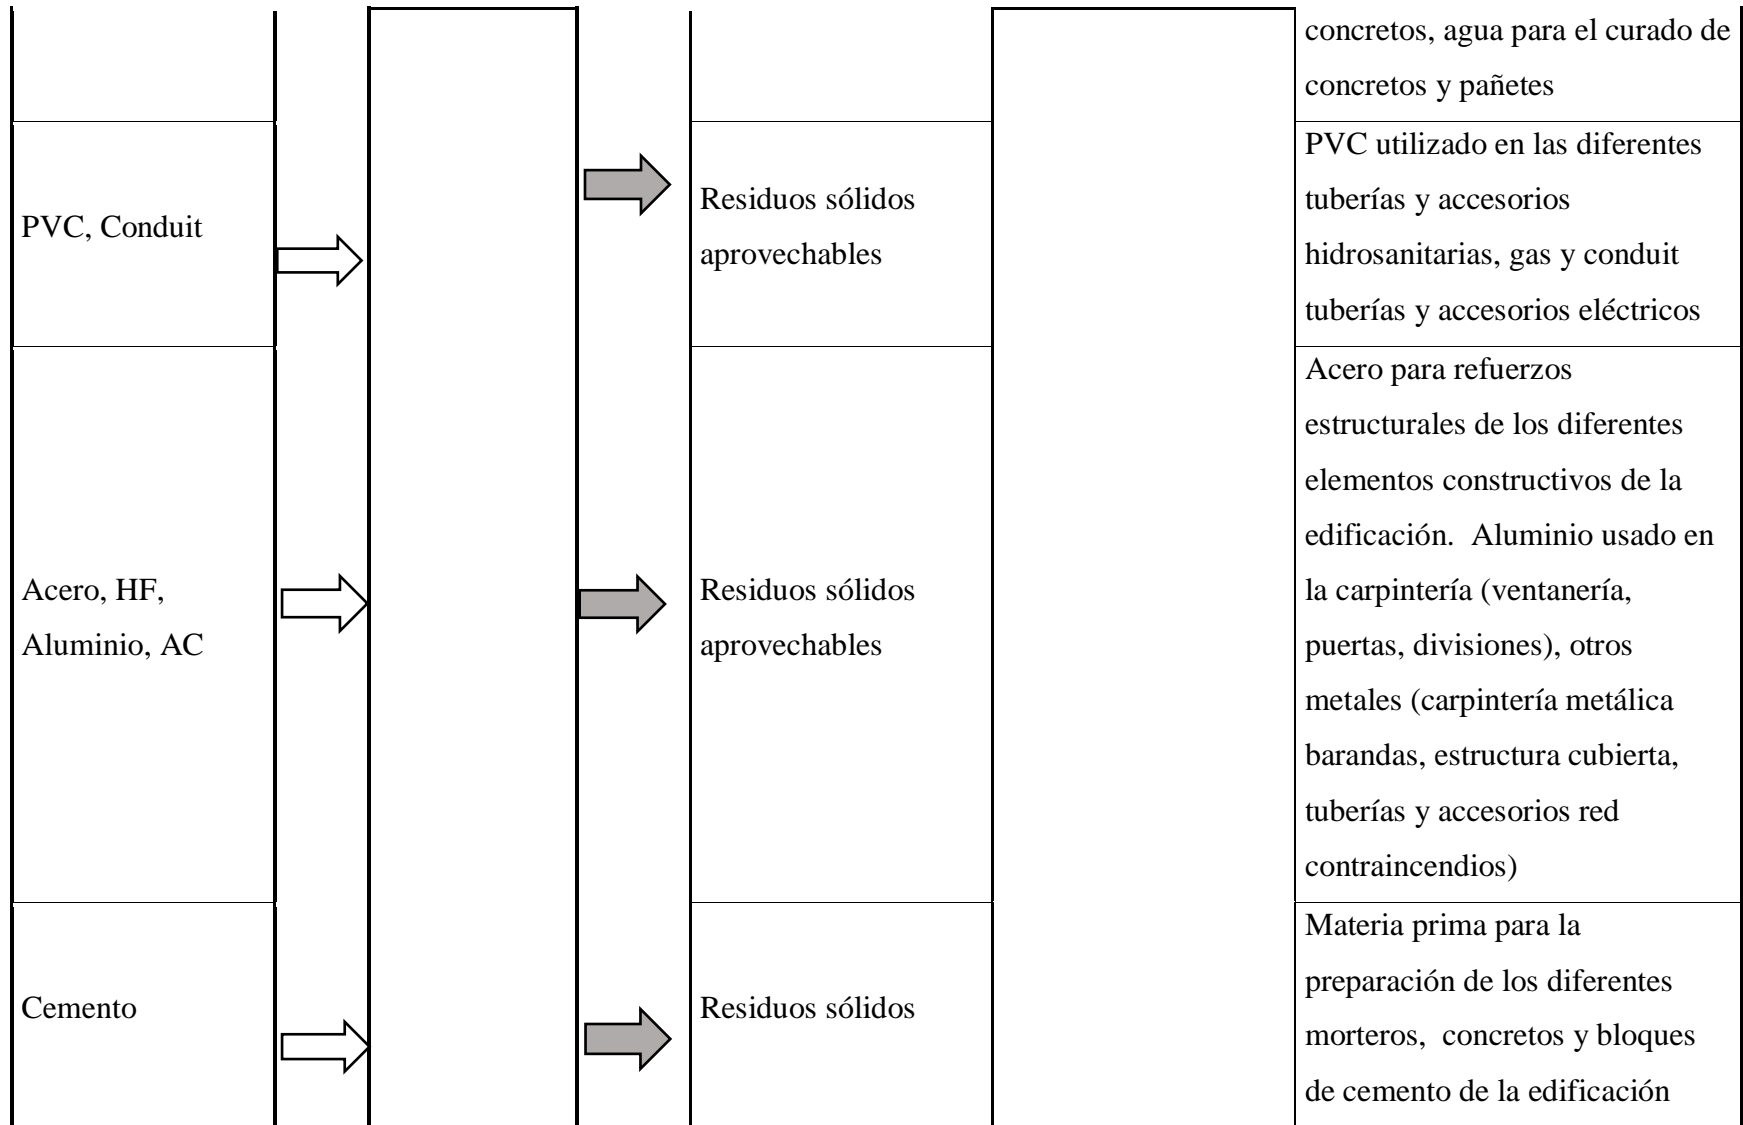 concretos, agua para el curado de
concretos y pañetes
PVC, Conduit
Residuos sólidos
aprovechables
PVC utilizado en las diferentes
tuberías y accesorios
hidrosanitarias, gas y conduit
tuberías y accesorios eléctricos
Acero, HF,
Aluminio, AC
Residuos sólidos
aprovechables
Acero para refuerzos
estructurales de los diferentes
elementos constructivos de la
edificación.  Aluminio usado en
la carpintería (ventanería,
puertas, divisiones), otros
metales (carpintería metálica
barandas, estructura cubierta,
tuberías y accesorios red
contraincendios)
Cemento
Residuos sólidos
Materia prima para la
preparación de los diferentes
morteros,  concretos y bloques
de cemento de la edificación